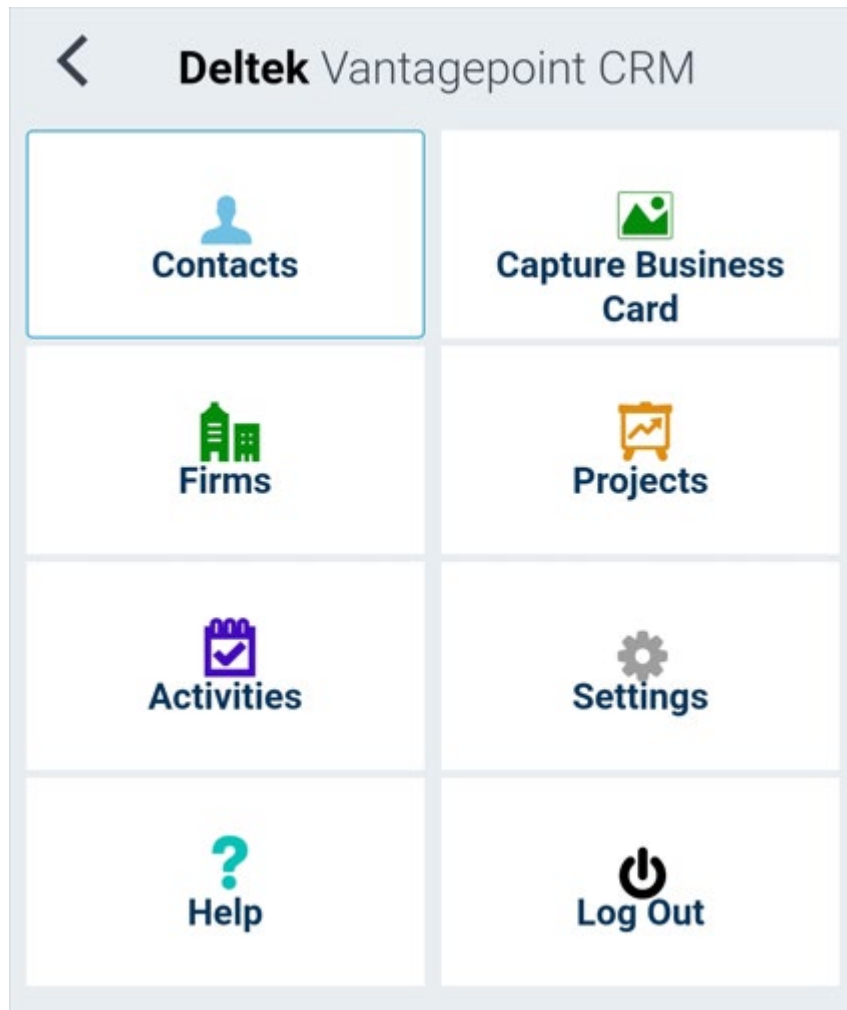 Deltek Vantagepoint CRM
Contacts
Capture Business
Card
Firms
Projects
Activities
Settings
Help
Log Out